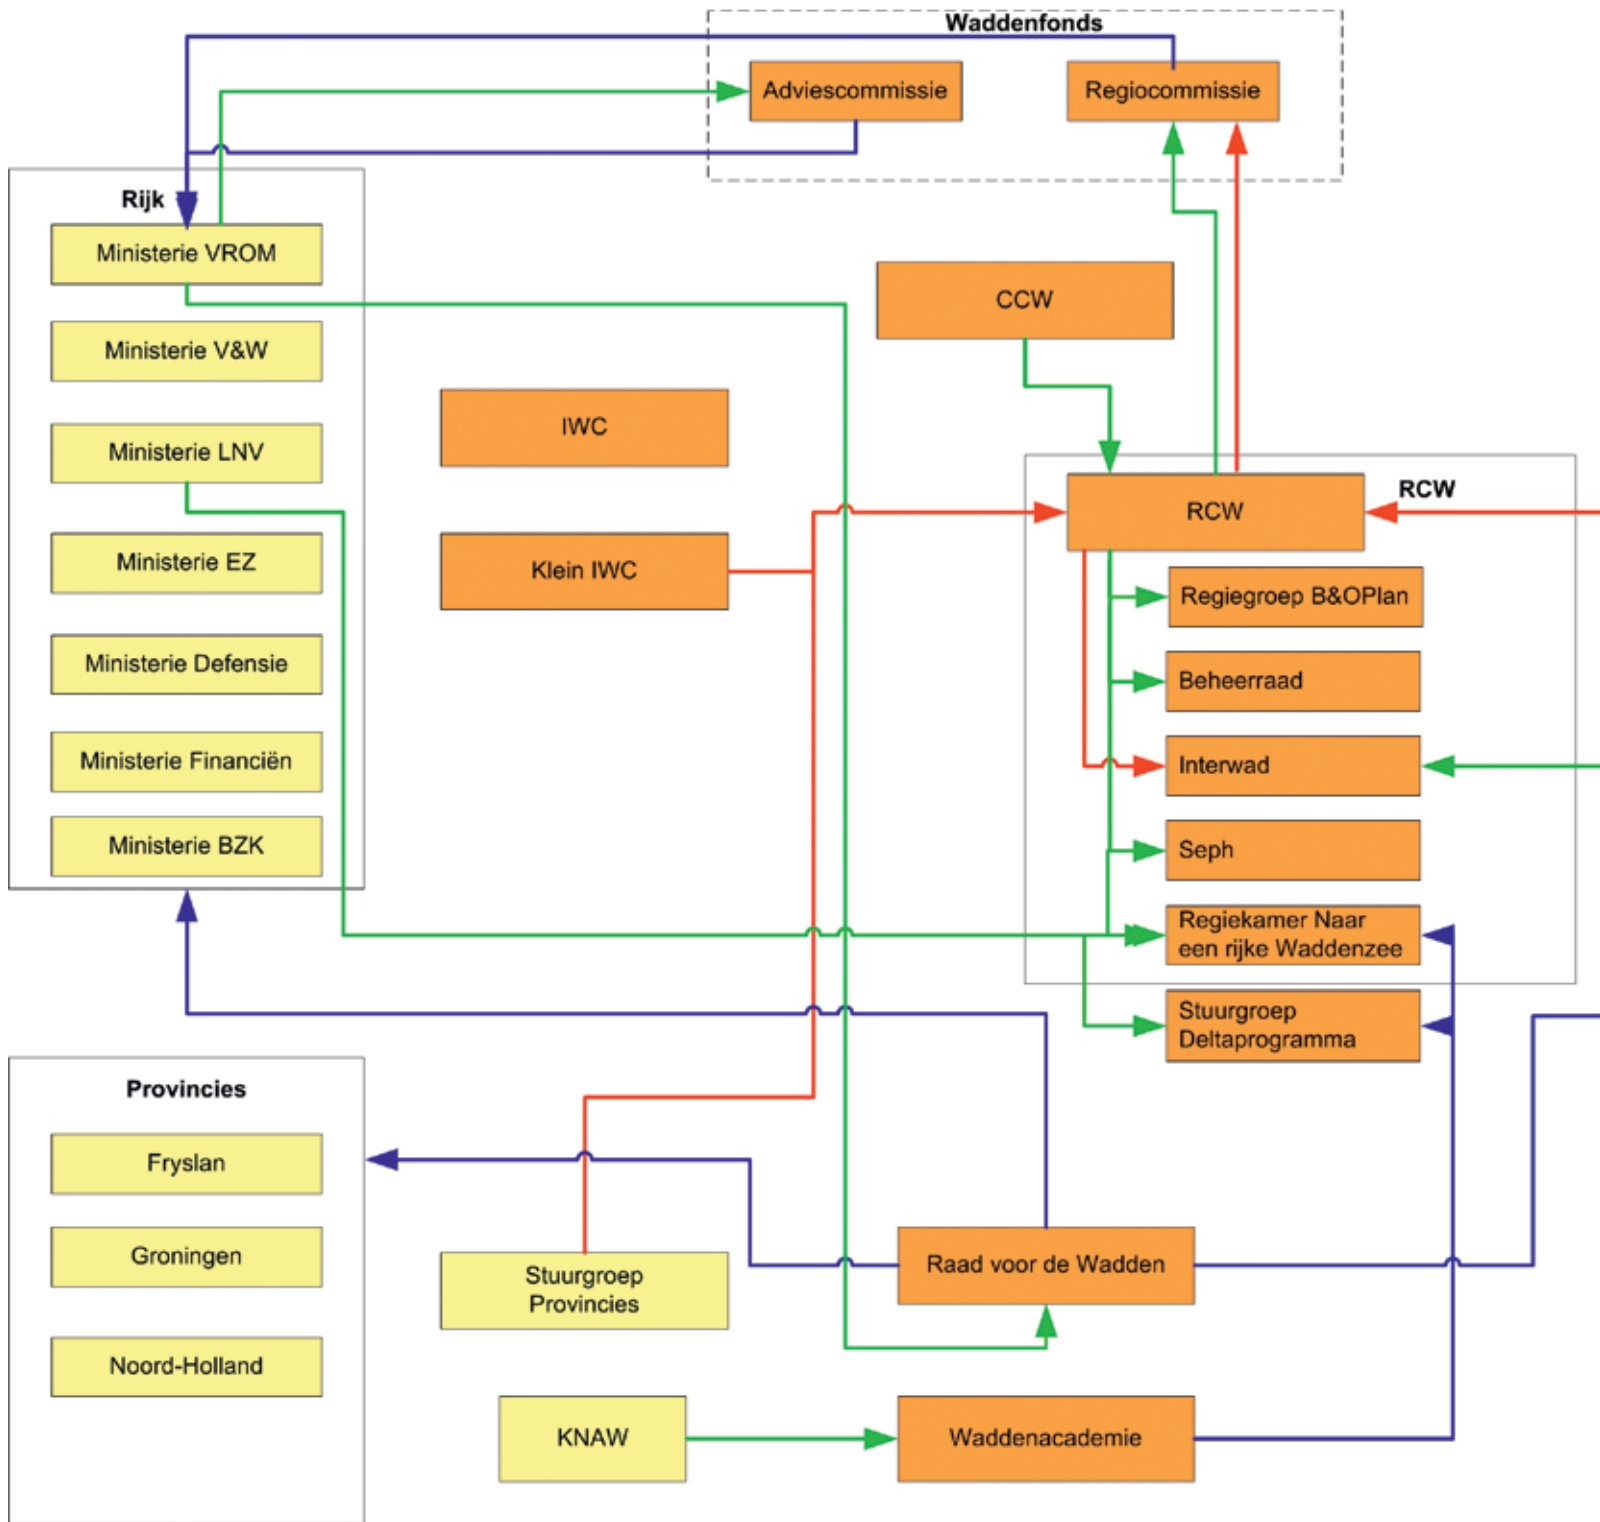 Waddenfonds
Adviescommissie
Regiocommissie
Rijk
Ministerie VROM
Ministerie V&W
Ministerie LNV
Ministerie EZ
Ministerie Defensie
Ministerie Financiën
Ministerie BZK
CCW
IWC
Klein IWC
RCW
RCW
Regiegroep B&OPlan
Beheerraad
Interwad
Seph
Regiekamer Naar
een rijke Waddenzee
Stuurgroep
Deltaprogramma
Provincies
Fryslan
Groningen
Noord-Holland
Stuurgroep
Provincies
Raad voor de Wadden
KNAW
Waddenacademie